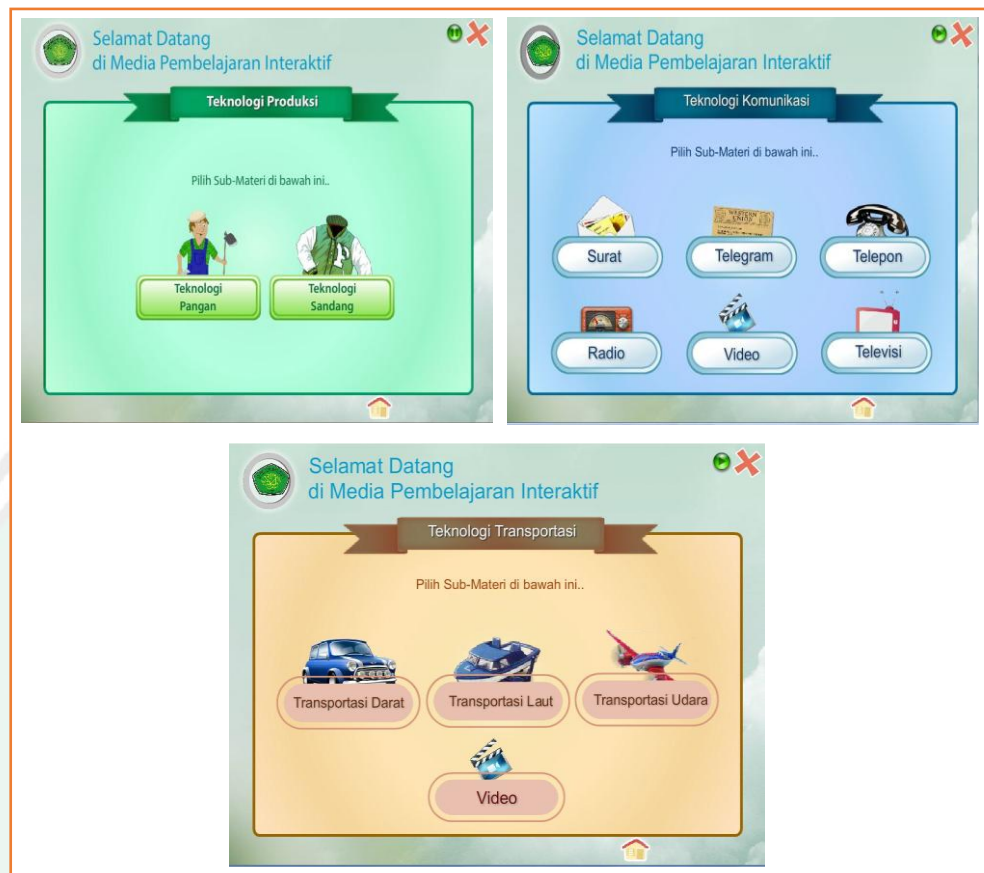 Selamat Datang
di Media Pembelajaran Interaktif
Teknologi Produksi
Pilih Sub-Materi di bawah ini..
Teknologi
Pangan
Teknologi
Sandang
Selamat Datang
di Media Pembelajaran Interaktif
Teknologi Komunikasi
Pilih Sub-Materi di bawah ini..
WESTERN
UNION
Surat
Telegram
Telepon
Radio
Video
Televisi
Selamat Datang
di Media Pembelajaran Interaktif
Teknologi Transportasi
Pilih Sub-Materi di bawah ini..
Transportasi Darat
Transportasi Laut
Transportasi Udara
Video